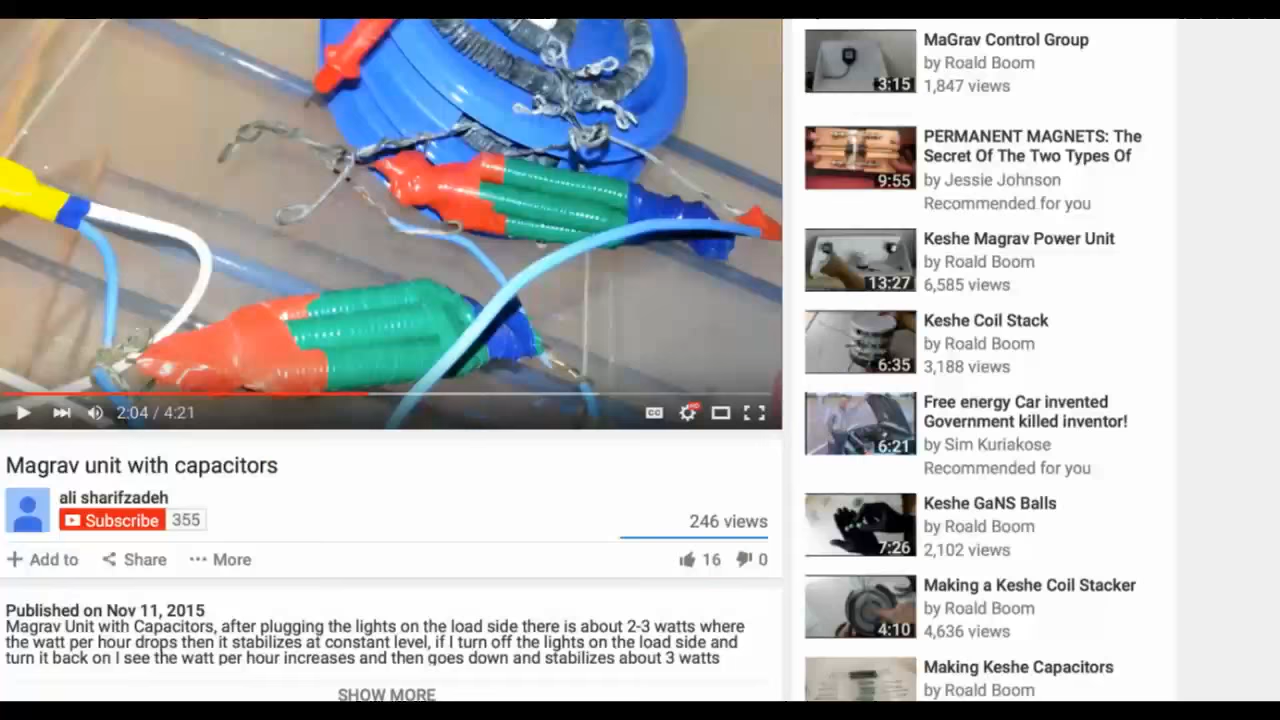 2:04 / 4:21
CC
HD
Magrav unit with capacitors
ali sharifzadeh
Subscribe 355
246 views
Add to Share More
16 0
Published on Nov 11, 2015
Magrav Unit with Capacitors, after plugging the lights on the load side there is about 2-3 watts where
the watt per hour drops then it stabilizes at constant level, if I turn off the lights on the load side and
turn it back on I see the watt per hour increases and then goes down and stabilizes about 3 watts
SHOW MORE
3:15
MaGrav Control Group
by Roald Boom
1,847 views
9:55
PERMANENT MAGNETS: The
Secret Of The Two Types Of
by Jessie Johnson
Recommended for you
13:27
Keshe Magrav Power Unit
by Roald Boom
6,585 views
6:35
Keshe Coil Stack
by Roald Boom
3,188 views
6:21
Free energy Car invented
Government killed inventor!
by Sim Kuriakose
Recommended for you
7:26
Keshe GaNS Balls
by Roald Boom
2,102 views
4:10
Making a Keshe Coil Stacker
by Roald Boom
4,636 views
Making Keshe Capacitors
by Roald Boom